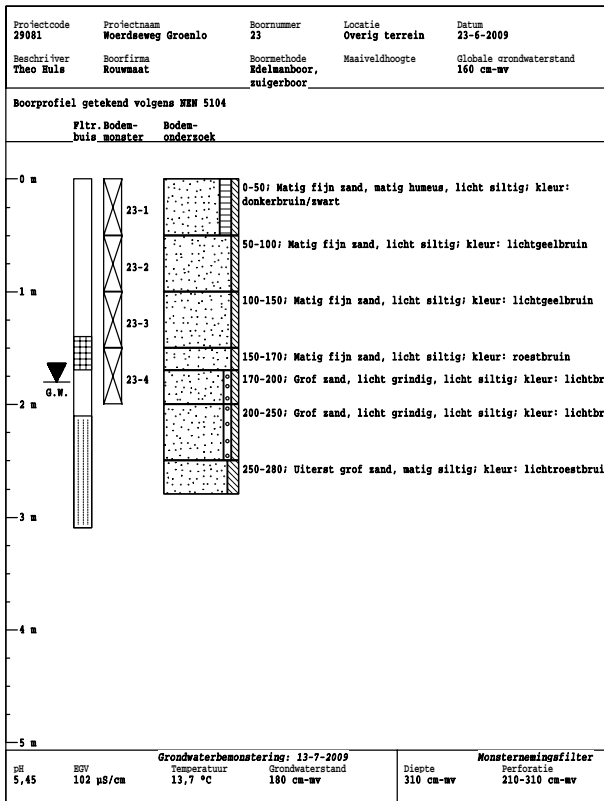 Projectcode Projectnaam Boornummer Locatie Datum
29081 Woerdseweg Groenlo 23 Overig terrein 23-6-2009
Beschrijver Boorfirma Boormethode Maaiveldhoogte Globale grondwaterstand
Theo Huls Rouwmaat Edelmanboor, 160 cm-mv
zuigerboor
Boorprofiel getekend volgens NEN 5104
Fltr. Bodem- Bodem-
buis monster onderzoek
0 m
0-50; Matig fijn zand, matig humeus, licht siltig; kleur:
donkerbruin/zwart
23-1
50-100; Matig fijn zand, licht siltig; kleur: lichtgeelbruin
23-2
1 m
100-150; Matig fijn zand, licht siltig; kleur: lichtgeelbruin
23-3
150-170; Matig fijn zand, licht siltig; kleur: roestbruin
170-200; Grof zand, licht grindig, licht siltig; kleur: lichtbr
23-4
G.W.
2 m
200-250; Grof zand, licht grindig, licht siltig; kleur: lichtbr
250-280; Uiterst grof zand, matig siltig; kleur: lichtroestbrui
3 m
4 m
5 m
Grondwaterbemonstering: 13-7-2009 Monsternemingsfilter
pH EGV Temperatuur Grondwaterstand Diepte Perforatie
5,45 102 µS/cm 13,7 °C 180 cm-mv 310 cm-mv 210-310 cm-mv